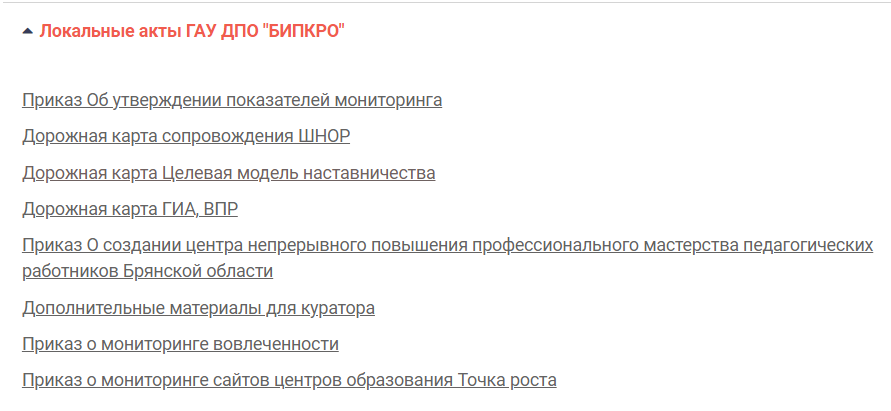 Локальные акты ГАУ ДПО "БИПКРО"
Приказ Об утверждении показателей мониторинга
Дорожная карта сопровождения ШНОР
Дорожная карта Целевая модель наставничества
Дорожная карта ГИА, ВПР
Приказ О создании центра непрерывного повышения профессионального мастерства педагогических
работников Брянской области
Дополнительные материалы для куратора
Приказ о мониторинге вовлеченности
Приказ о мониторинге сайтов центров образования Точка роста